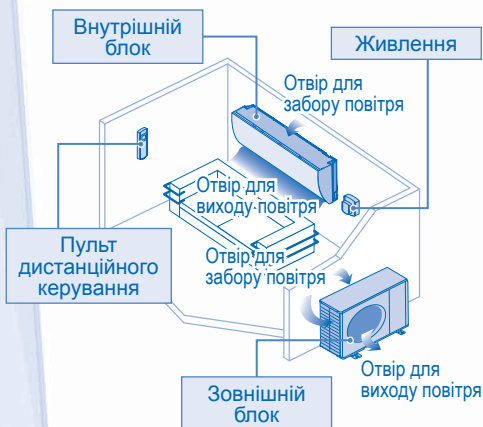 Внутрішній
блок
Живлення
Отвір для
забору повітря
Отвір для
виходу повітря
Пульт
дистанційного
керування
Отвір для
забору повітря
Отвір для
виходу повітря
Зовнішній
блок